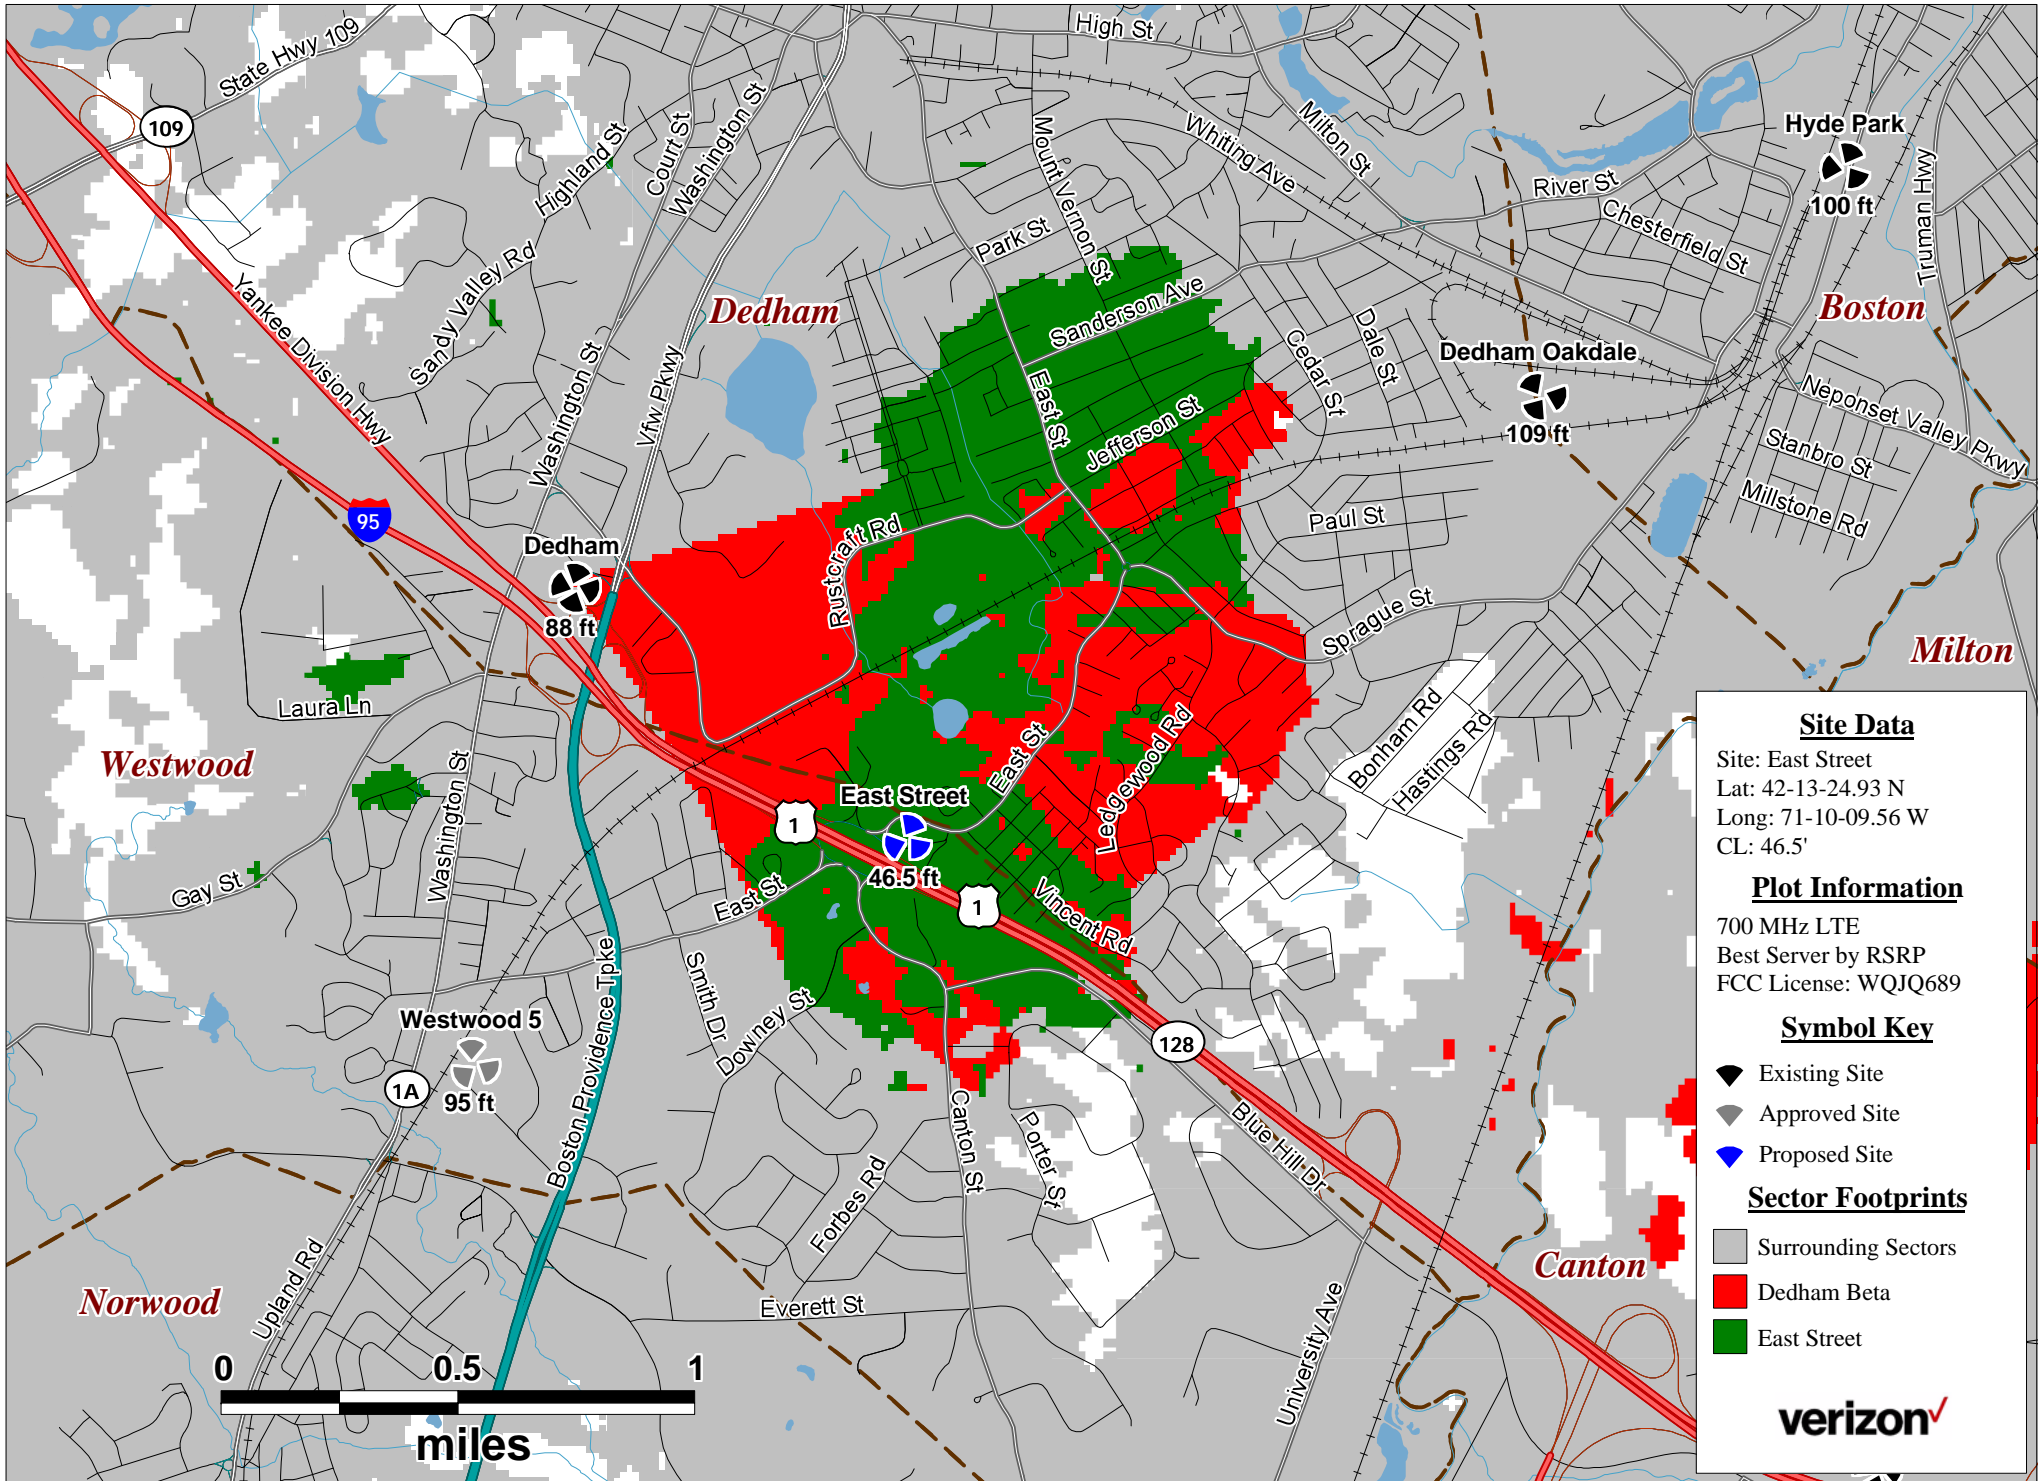 High St
State Hwy 109
109
Highland St
Court St
Washington St
Mount Vernon St
Whiting Ave
Milton St
Hyde Park
100 ft
River St
Chesterfield St
Truman Hwy
Park St
Sandy Valley Rd
Yankee Division Hwy
Dedham
Sanderson Ave
Boston
Washington St
Vfw Pkwy
East St
Jefferson St
Cedar St
Dale St
Dedham Oakdale
109 ft
Neponset Valley Pkwy
Stanbro St
Millstone Rd
95
Dedham
88 ft
Rustcraft Rd
Paul St
Sprague St
Milton
Laura Ln
Westwood
Washington St
East St
Ledgewood Rd
Bonham Rd
Hastings Rd
East Street
46.5 ft
1
1
Gay St
East St
Vincent Rd
Smith Dr
Downey St
Boston Providence Tpke
Westwood 5
95 ft
1A
128
Canton St
Porter St
Blue Hill Dr
Forbes Rd
Everett St
Upland Rd
University Ave
Norwood
Canton
0 0.5 1
miles
Site Data
Site: East Street
Lat: 42-13-24.93 N
Long: 71-10-09.56 W
CL: 46.5'
Plot Information
700 MHz LTE
Best Server by RSRP
FCC License: WQJQ689
Symbol Key
Existing Site
Approved Site
Proposed Site
Sector Footprints
Surrounding Sectors
Dedham Beta
East Street
verizon